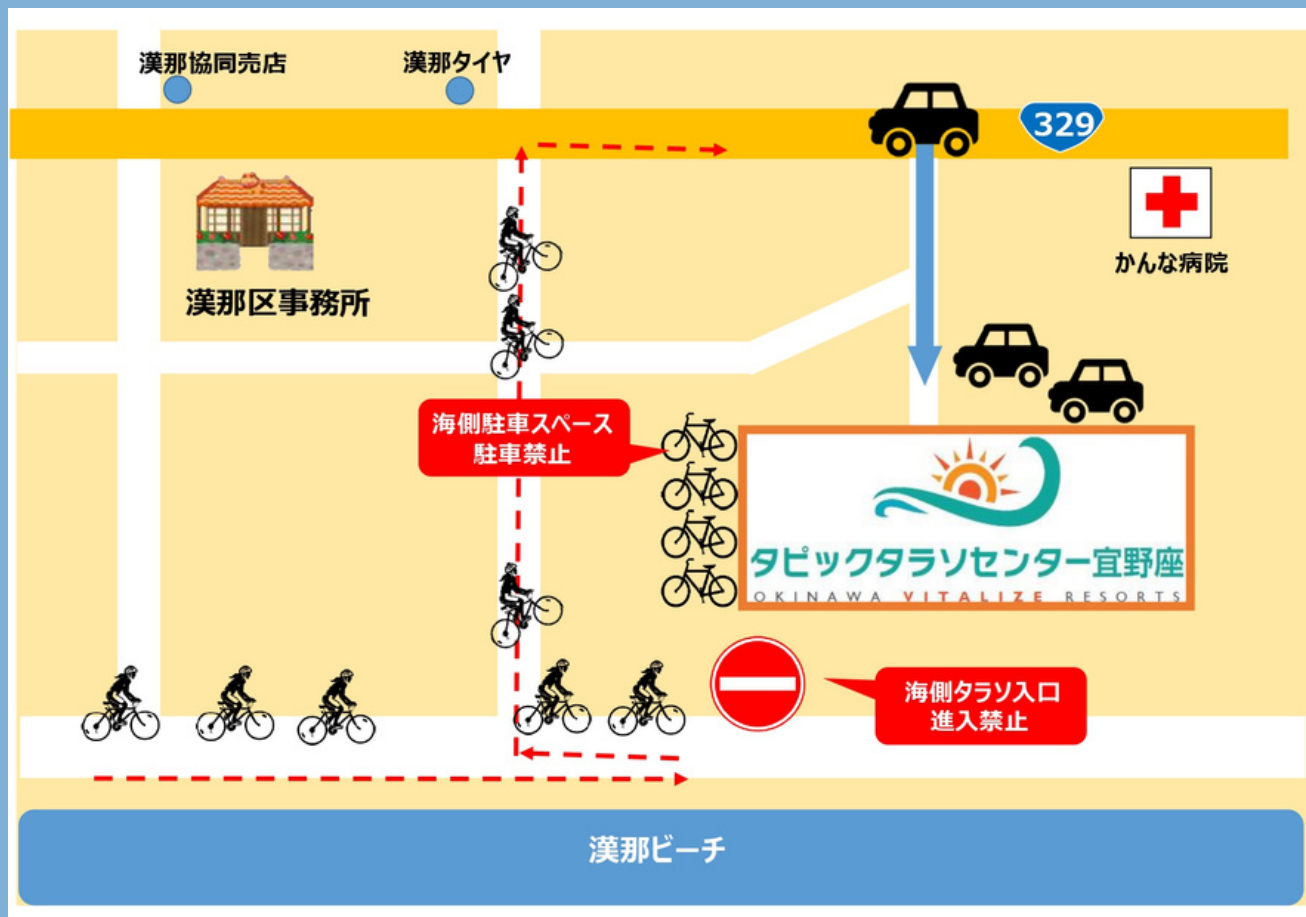 漢那協同売店
漢那タイヤ
329
漢那区事務所
かんな病院
海側駐車スペース
駐車禁止
タピックタラソセンター宜野座
OKINAWA VITALIZE RESORTS
海側タラソ入口
進入禁止
漢那ビーチ